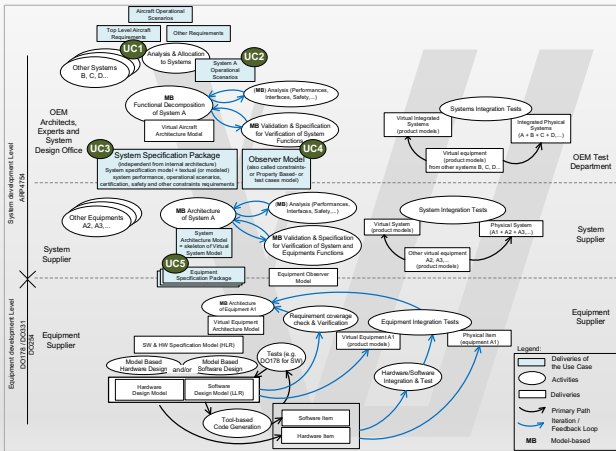 Aircraft Operational
Scenarios
Top Level Aircraft
Requirements
Other Requirements
UC1
Other Systems
B, C, D...
Analysis & Allocation
to Systems
UC2
System A
Operational
Scenarios
MB
Functional Decomposition
of System A
Virtual Aircraft
Architecture Model
(MB) Analysis (Performances,
Interfaces, Safety,...)
MB Validation & Specification
for Verification of System
Functions
OEM
Architects,
Experts and
System
Design Office
UC3
System Specification Package
(independent from internal architecture)
System specification model + textual (or modeled)
system performance, operational scenarios,
certification, safety and other constraints requirements
UC4
Observer Model
(also called constraints-
or Property Based- or
test cases model)
Systems Integration Tests
Virtual Integrated
Systems
(product models)
Integrated Physical
Systems
(A + B + C + D,...)
Virtual equipment
(product models)
from other systems B, C, D...
OEM Test
Department
System development Level
ARP4754
Other Equipments
A2, A3,...
MB Architecture
of System A
(MB) Analysis (Performances,
Interfaces, Safety,...)
MB Validation & Specification
for Verification of System and
Equipments Functions
System
Architecture Model
= skeleton of Virtual
System Model
System
Supplier
UC5
Equipment
Specification Package
Equipment Observer
Model
System Integration Tests
Virtual System
(product models)
Physical System
(A1 + A2 + A3,...)
Other virtual equipment
A2, A3,...
(product models)
System
Supplier
Equipment development Level
DO178 / DO331
DO254
Equipment
Supplier
MB Architecture
of Equipment A1
Virtual Equipment
Architecture Model
SW & HW Specification Model (HLR)
Model Based
Hardware Design
and/or
Model Based
Software Design
Hardware
Design Model
Software
Design Model (LLR)
Tests (e.g.
DO178 for SW)
Requirement coverage
check & Verification
Tool-based
Code Generation
Software Item
Hardware Item
Equipment Integration Tests
Virtual Equipment A1
(product models)
Physical Item
(equipment A1)
Hardware/Software
Integration & Test
Equipment
Supplier
Legend:
Deliveries of
the Use Case
Activities
Deliveries
Primary Path
Iteration /
Feedback Loop
MB Model-based